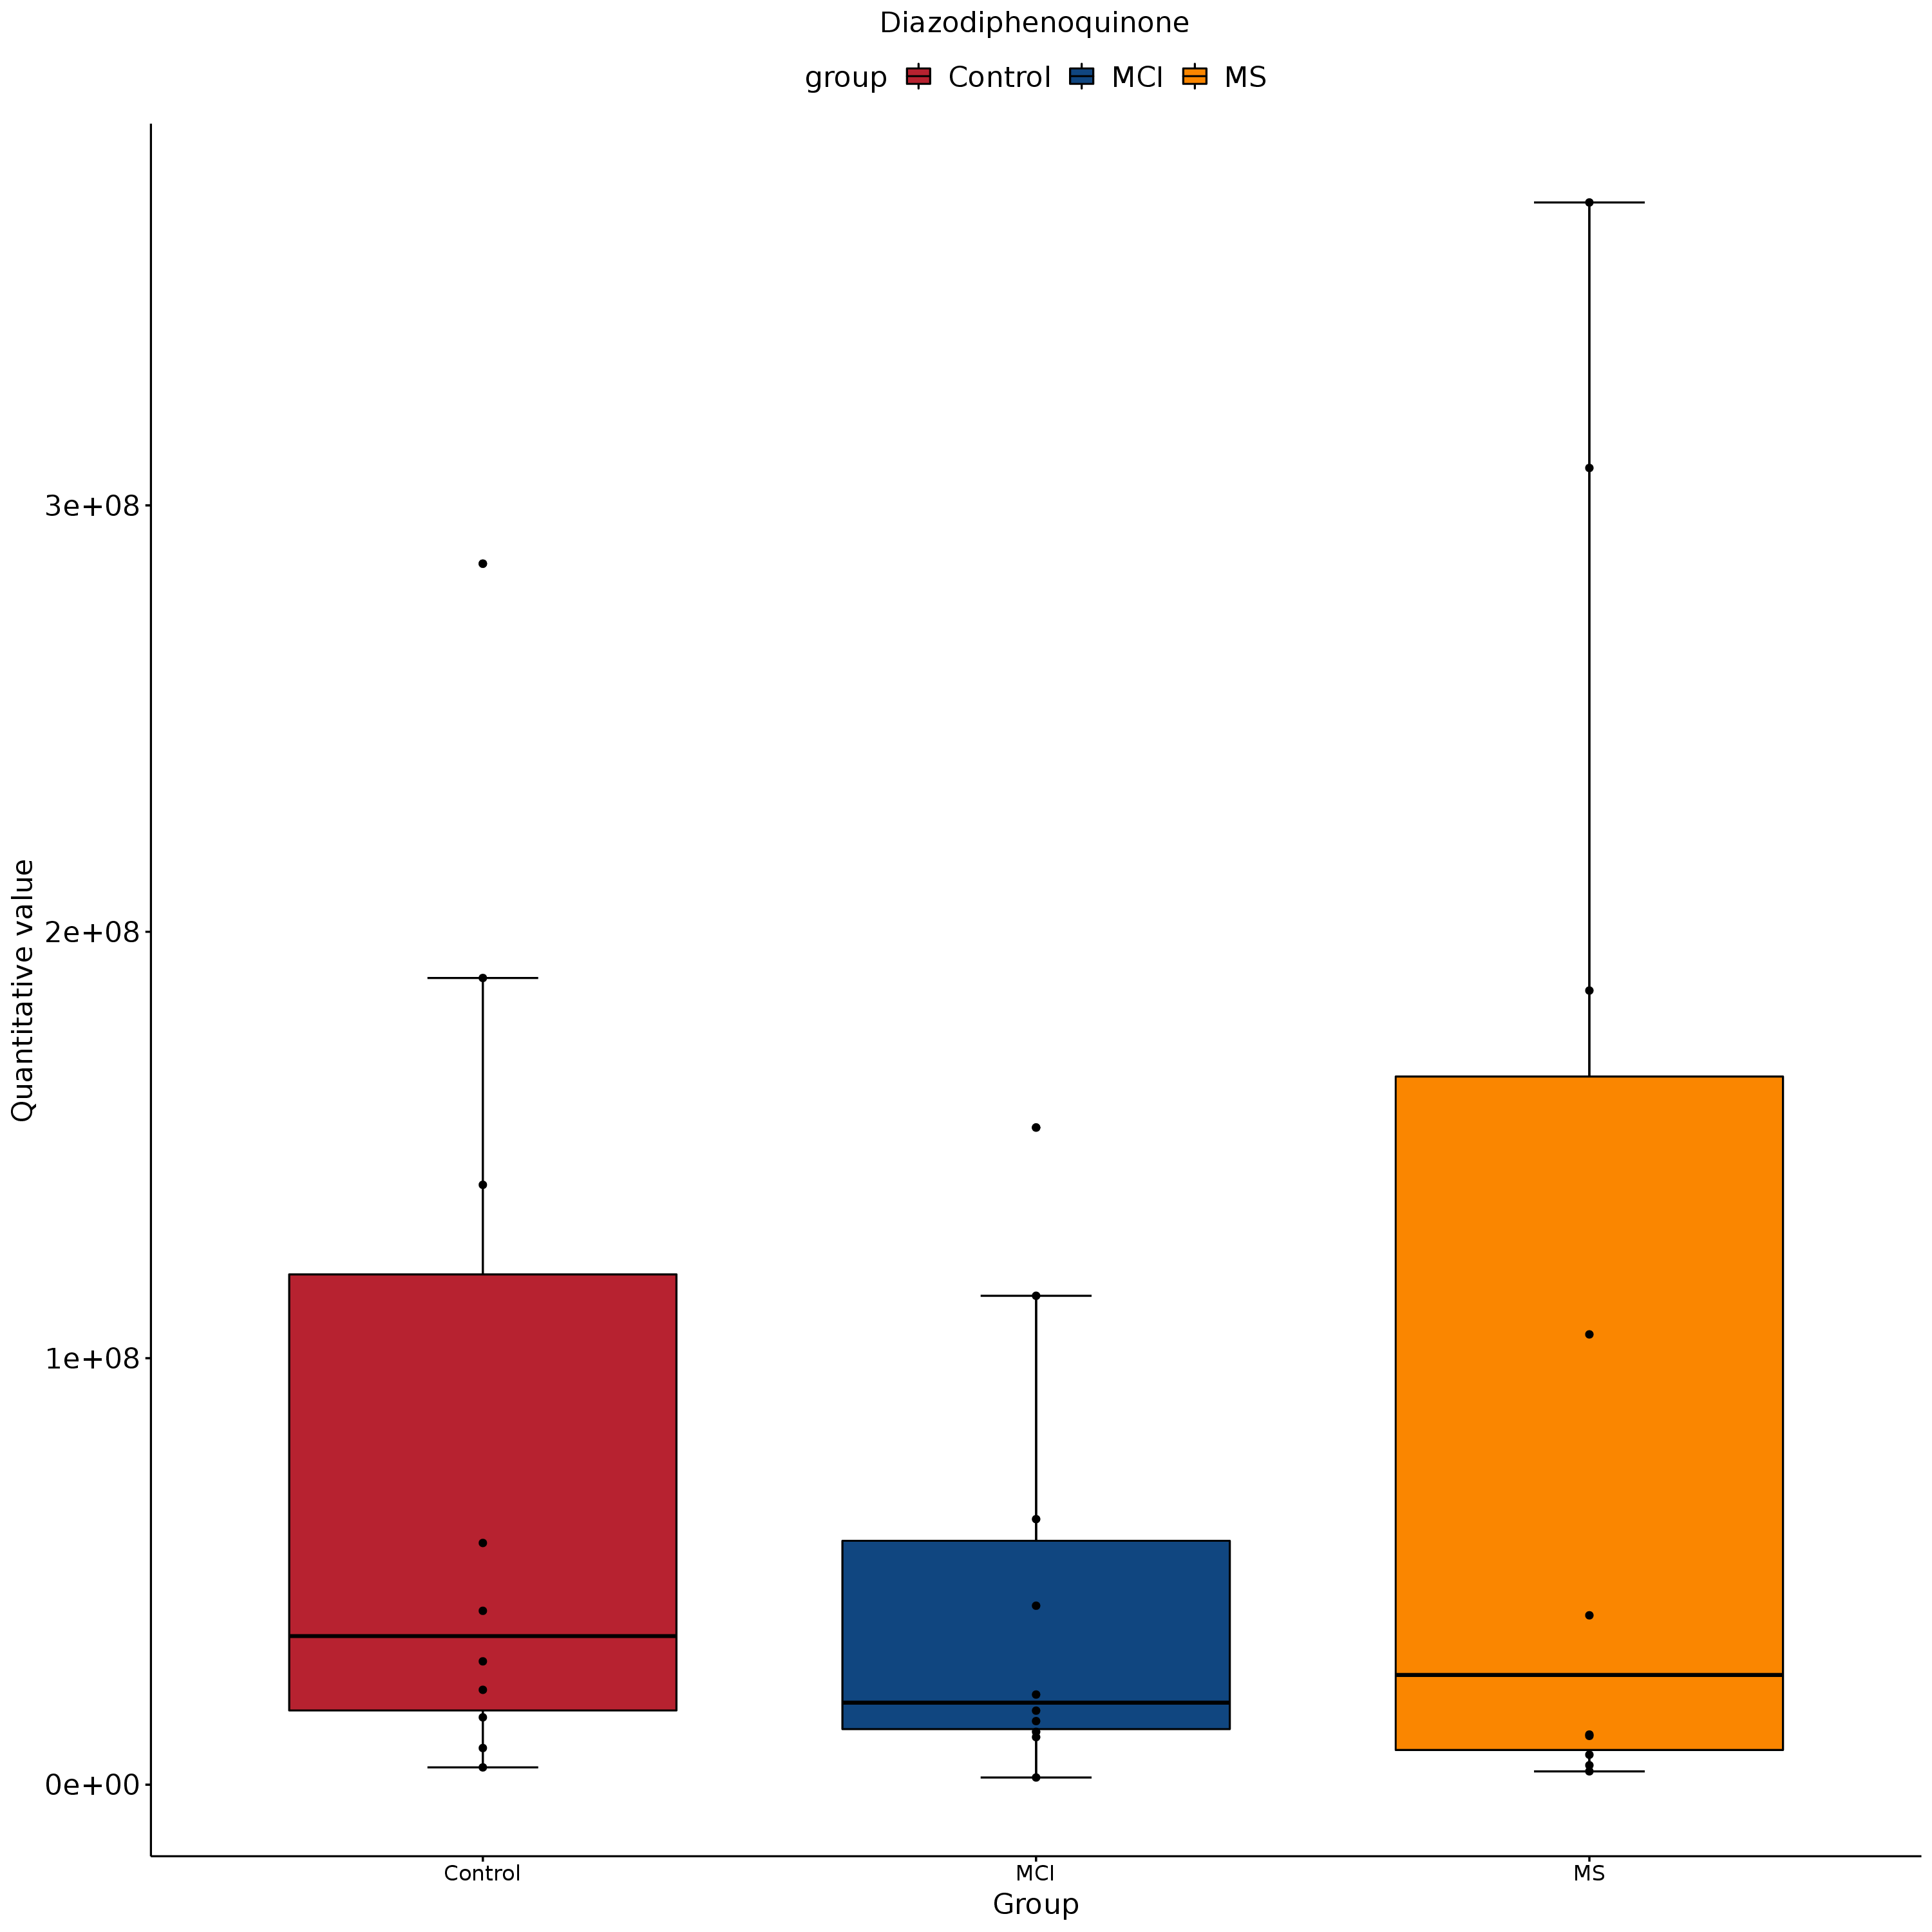 Diazodiphenoquinone
group Control MCI MS
Quantitative value
3e+08
2e+08
1e+08
0e+00
Control MCI MS
Group